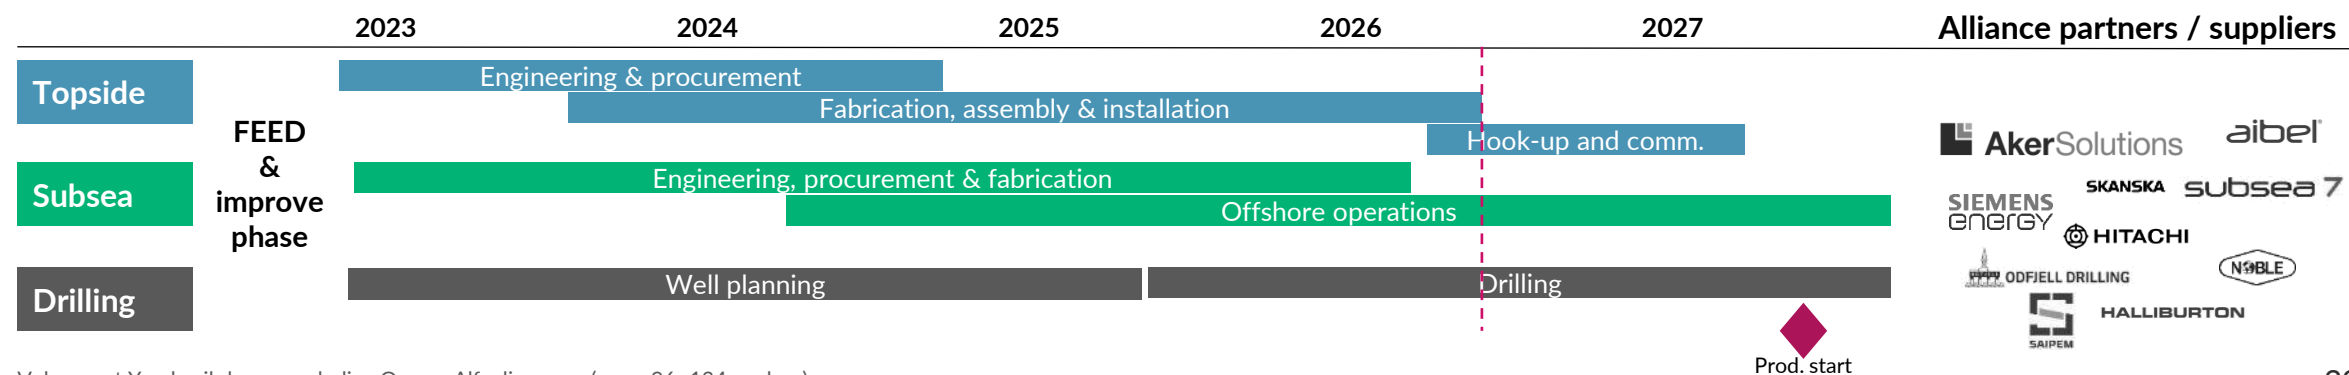 2023 2024 2025 2026 2027 Alliance partners / suppliers
Topside
Engineering & procurement
Fabrication, assembly & installation
Hook-up and comm.
FEED
&
improve
phase
Subsea
Engineering, procurement & fabrication
Offshore operations
Drilling
Well planning
Drilling
Prod. start
AkerSolutions
aibel
SKANSKA
subsea 7
SIEMENS
energy
HITACHI
ODFJELL DRILLING
NOBLE
SAIPEM
HALLIBURTON